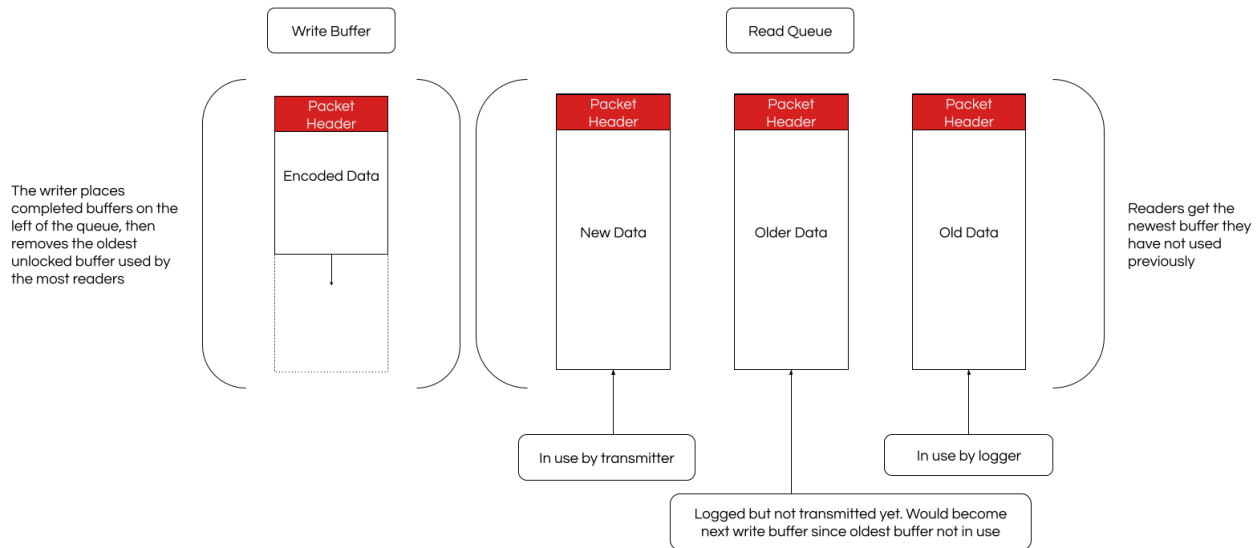 Write Buffer
Read Queue
The writer places
completed buffers on the
left of the queue, then
removes the oldest
unlocked buffer used by
the most readers
Packet
Header
Encoded Data
Packet
Header
New Data
Packet
Header
Older Data
Packet
Header
Old Data
Readers get the
newest buffer they
have not used
previously
In use by transmitter
In use by logger
Logged but not transmitted yet. Would become
next write buffer since oldest buffer not in use